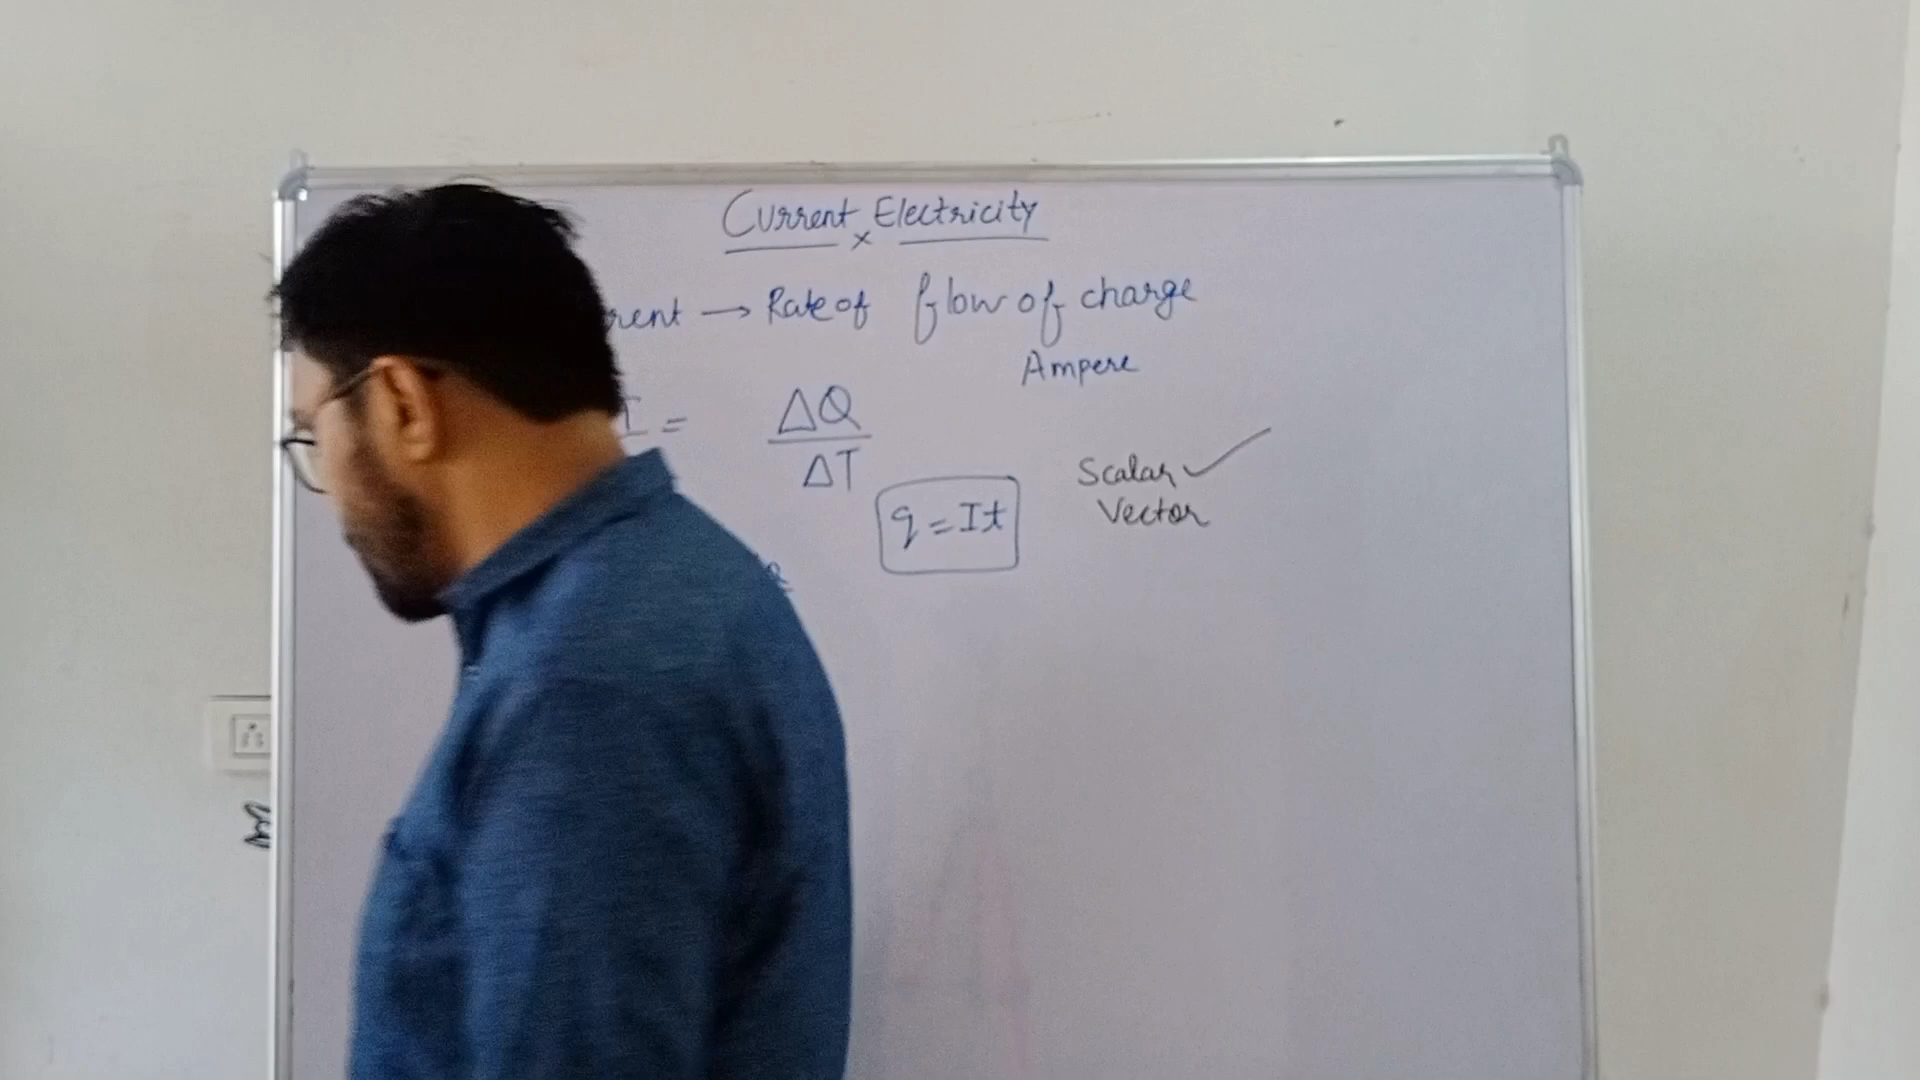 Current Electricity
rent → Rate of flow of charge
Ampere
I = ΔQ
ΔT
q = It
Scalar ✓
Vector